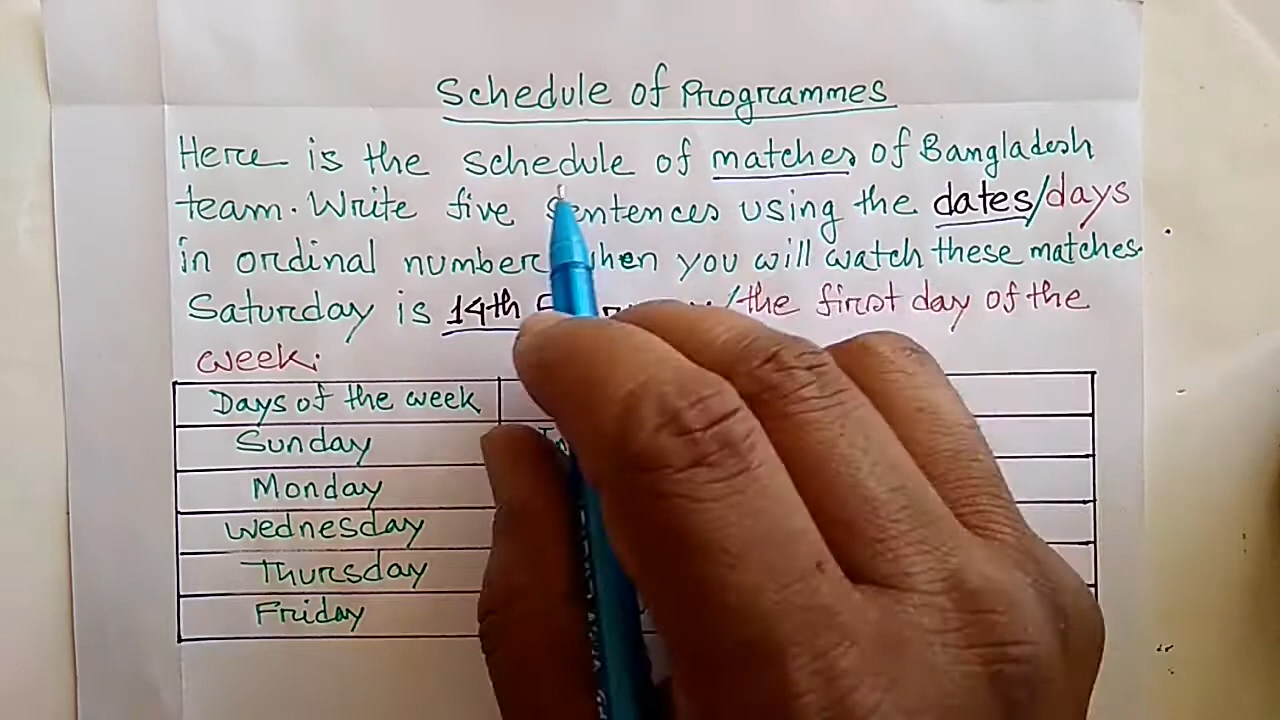 Schedule of Programmes
Here is the schedule of matches of Bangladesh
team. Write five sentences using the dates/days
in ordinal number when you will watch these matches.
Saturday is 14th /the first day of the
week:
Days of the week
Sunday
Monday
Wednesday
Thursday
Friday